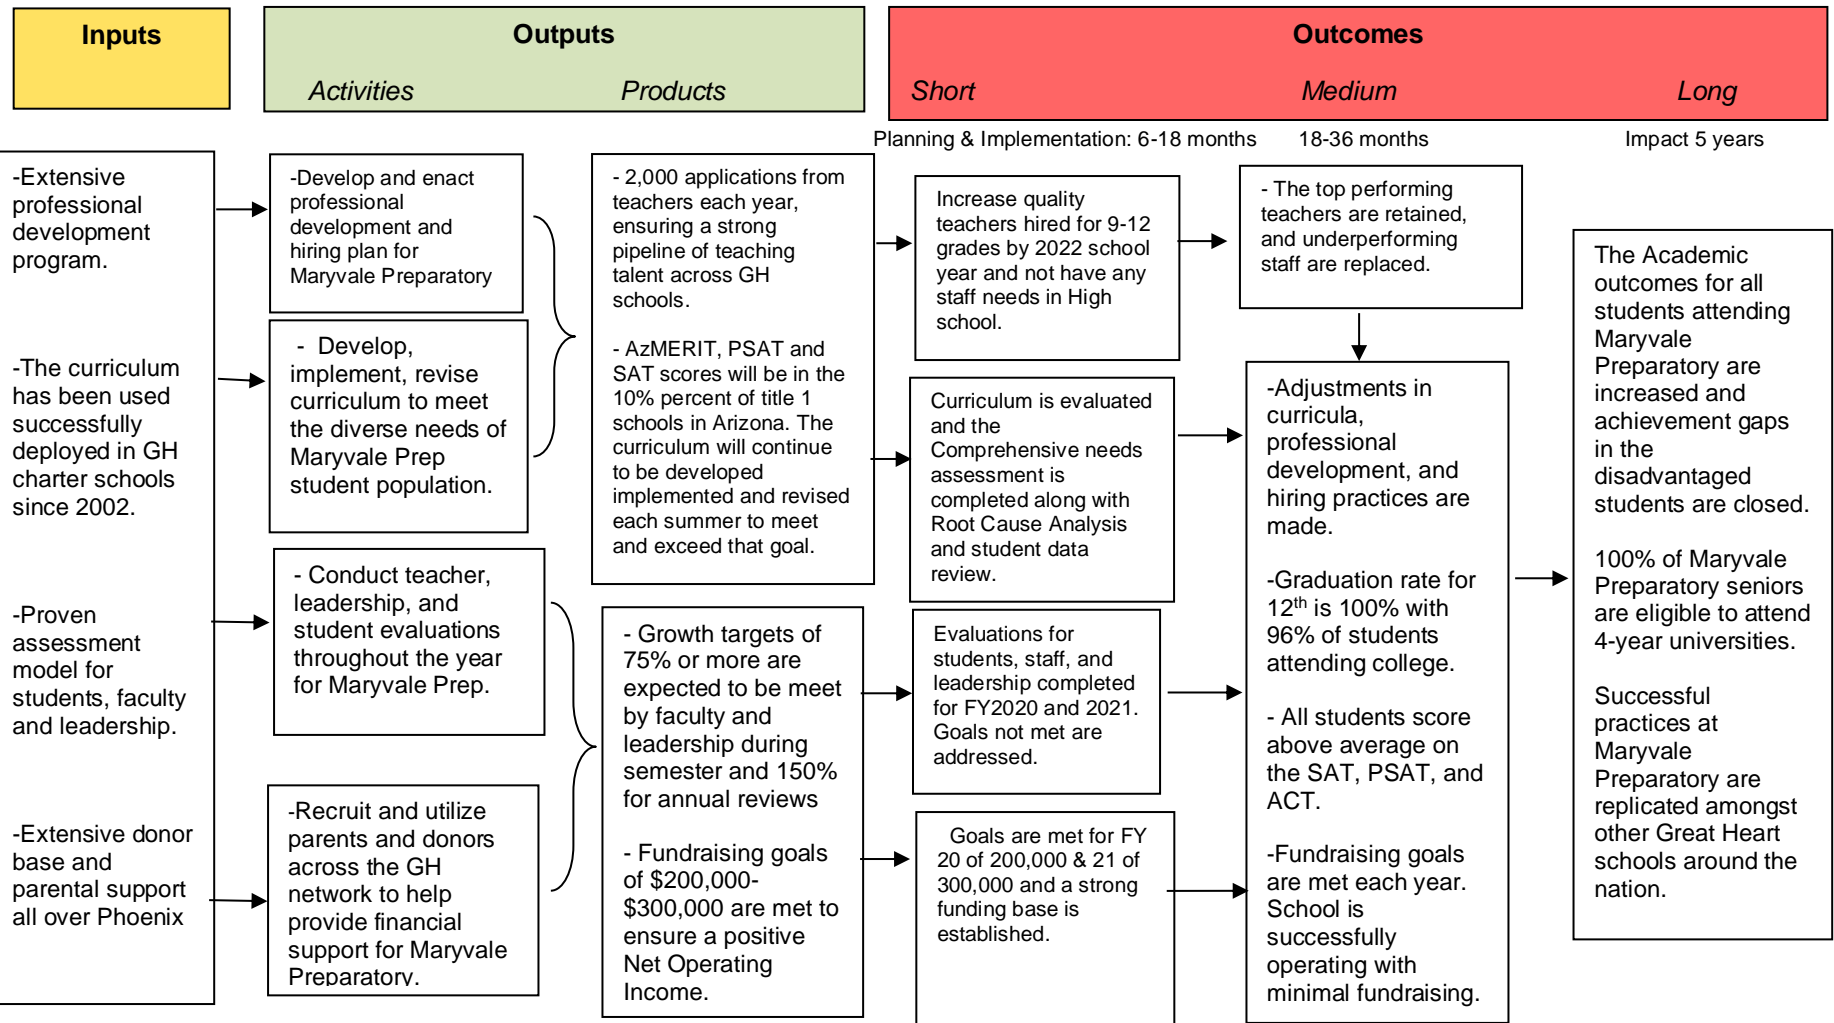 Inputs
Outputs
Activities
Products
Outcomes
Short
Medium
Long
Planning & Implementation: 6-18 months
18-36 months
Impact 5 years
-Extensive
professional
development
program.
-The curriculum
has been used
successfully
deployed in GH
charter schools
since 2002.
-Proven
assessment
model for
students, faculty
and leadership.
-Extensive donor
base and
parental support
all over Phoenix
-Develop and enact
professional
development and
hiring plan for
Maryvale Preparatory
- Develop,
implement, revise
curriculum to meet
the diverse needs of
Maryvale Prep
student population.
- Conduct teacher,
leadership, and
student evaluations
throughout the year
for Maryvale Prep.
-Recruit and utilize
parents and donors
across the GH
network to help
provide financial
support for Maryvale
Preparatory.
- 2,000 applications from
teachers each year,
ensuring a strong
pipeline of teaching
talent across GH
schools.
- AzMERIT, PSAT and
SAT scores will be in the
10% percent of title 1
schools in Arizona. The
curriculum will continue
to be developed
implemented and revised
each summer to meet
and exceed that goal.
- Growth targets of
75% or more are
expected to be meet
by faculty and
leadership during
semester and 150%
for annual reviews
- Fundraising goals
of $200,000-
$300,000 are met to
ensure a positive
Net Operating
Income.
Increase quality
teachers hired for 9-12
grades by 2022 school
year and not have any
staff needs in High
school.
Curriculum is evaluated
and the
Comprehensive needs
assessment is
completed along with
Root Cause Analysis
and student data
review.
Evaluations for
students, staff, and
leadership completed
for FY2020 and 2021.
Goals not met are
addressed.
Goals are met for FY
20 of 200,000 & 21 of
300,000 and a strong
funding base is
established.
- The top performing
teachers are retained,
and underperforming
staff are replaced.
-Adjustments in
curricula,
professional
development, and
hiring practices are
made.
-Graduation rate for
12th is 100% with
96% of students
attending college.
- All students score
above average on
the SAT, PSAT, and
ACT.
-Fundraising goals
are met each year.
School is
successfully
operating with
minimal fundraising.
The Academic
outcomes for all
students attending
Maryvale
Preparatory are
increased and
achievement gaps
in the
disadvantaged
students are closed.
100% of Maryvale
Preparatory seniors
are eligible to attend
4-year universities.
Successful
practices at
Maryvale
Preparatory are
replicated amongst
other Great Heart
schools around the
nation.